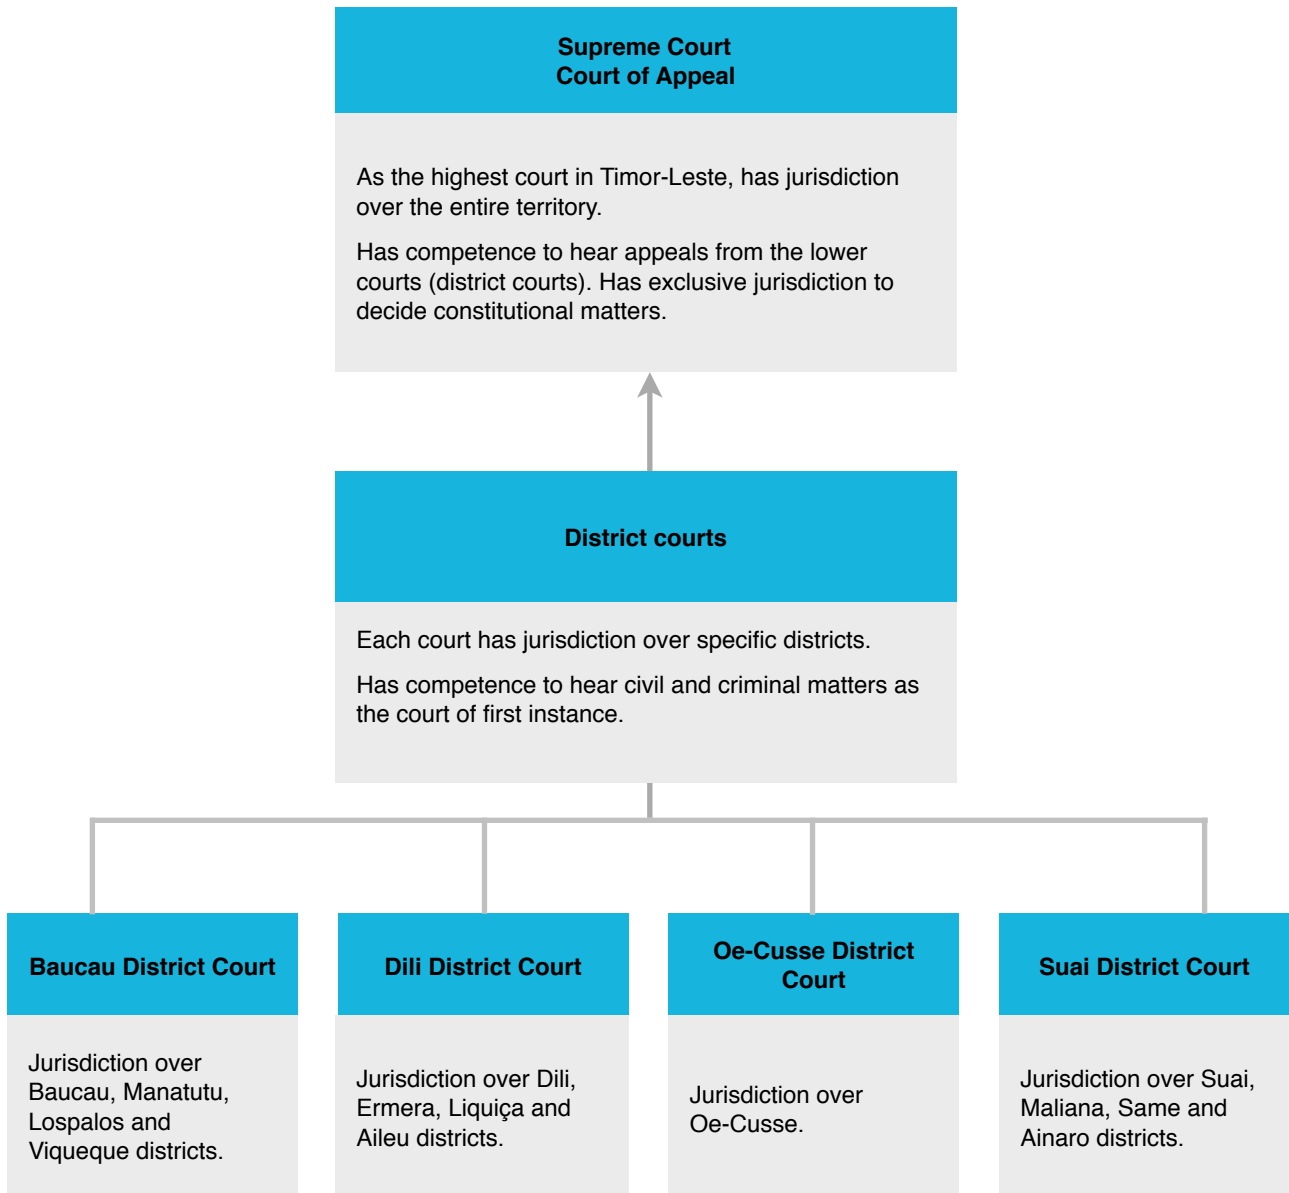 Supreme Court
Court of Appeal
As the highest court in Timor-Leste, has jurisdiction
over the entire territory.
Has competence to hear appeals from the lower
courts (district courts). Has exclusive jurisdiction to
decide constitutional matters.
District courts
Each court has jurisdiction over specific districts.
Has competence to hear civil and criminal matters as
the court of first instance.
Baucau District Court
Jurisdiction over
Baucau, Manatutu,
Lospalos and
Viqueque districts.
Dili District Court
Jurisdiction over Dili,
Ermera, Liquiça and
Aileu districts.
Oe-Cusse District
Court
Jurisdiction over
Oe-Cusse.
Suai District Court
Jurisdiction over Suai,
Maliana, Same and
Ainaro districts.